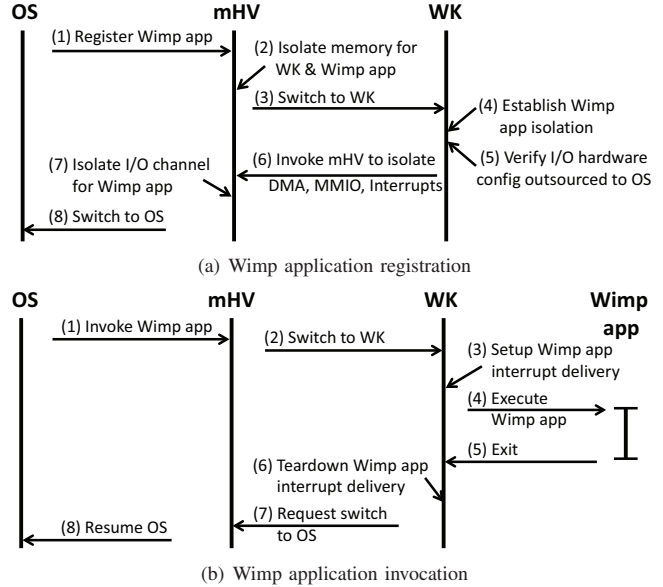 OS mHV WK
(1) Register Wimp app
(2) Isolate memory for
WK & Wimp app
(3) Switch to WK
(4) Establish Wimp
app isolation
(5) Verify I/O hardware
config outsourced to OS
(6) Invoke mHV to isolate
DMA, MMIO, Interrupts
(7) Isolate I/O channel
for Wimp app
(8) Switch to OS
(a) Wimp application registration
OS mHV WK Wimp
app
(1) Invoke Wimp app
(2) Switch to WK
(3) Setup Wimp app
interrupt delivery
(4) Execute
Wimp app
(5) Exit
(6) Teardown Wimp app
interrupt delivery
(7) Request switch
to OS
(8) Resume OS
(b) Wimp application invocation